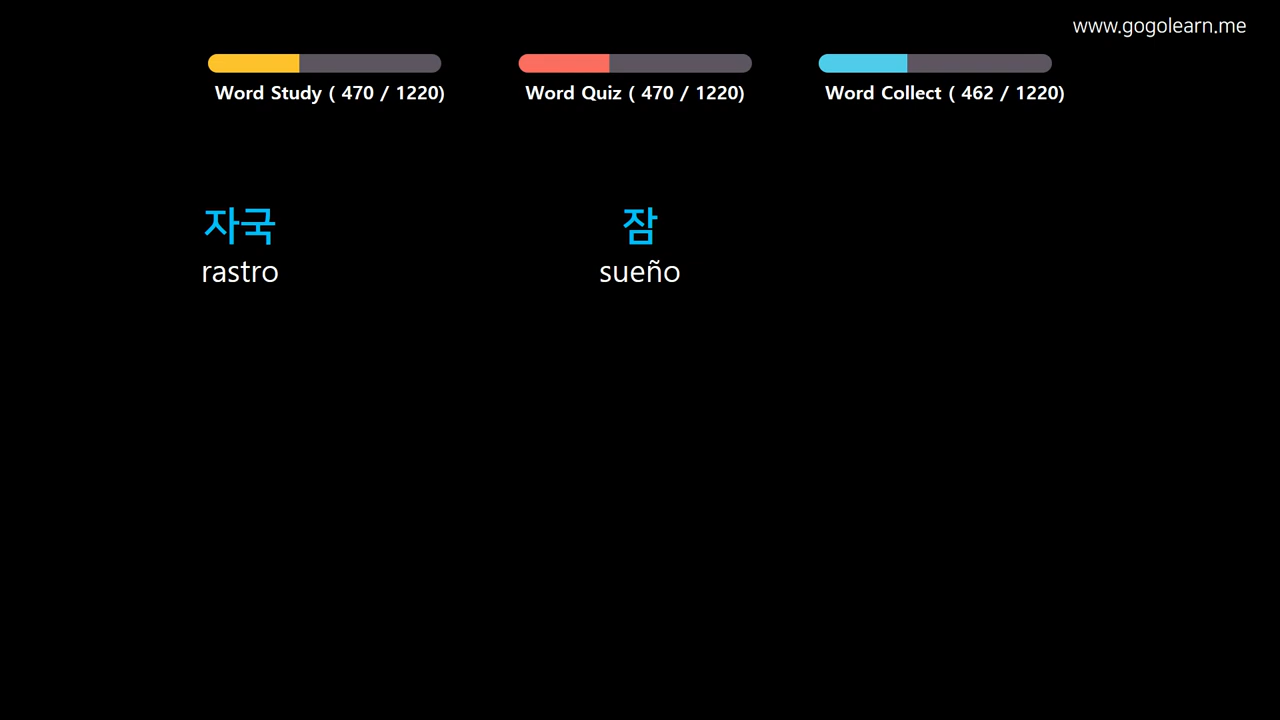 www.gogolearn.me
Word Study ( 470 / 1220)
Word Quiz ( 470 / 1220)
Word Collect ( 462 / 1220)
자국
rastro
잠
sueño